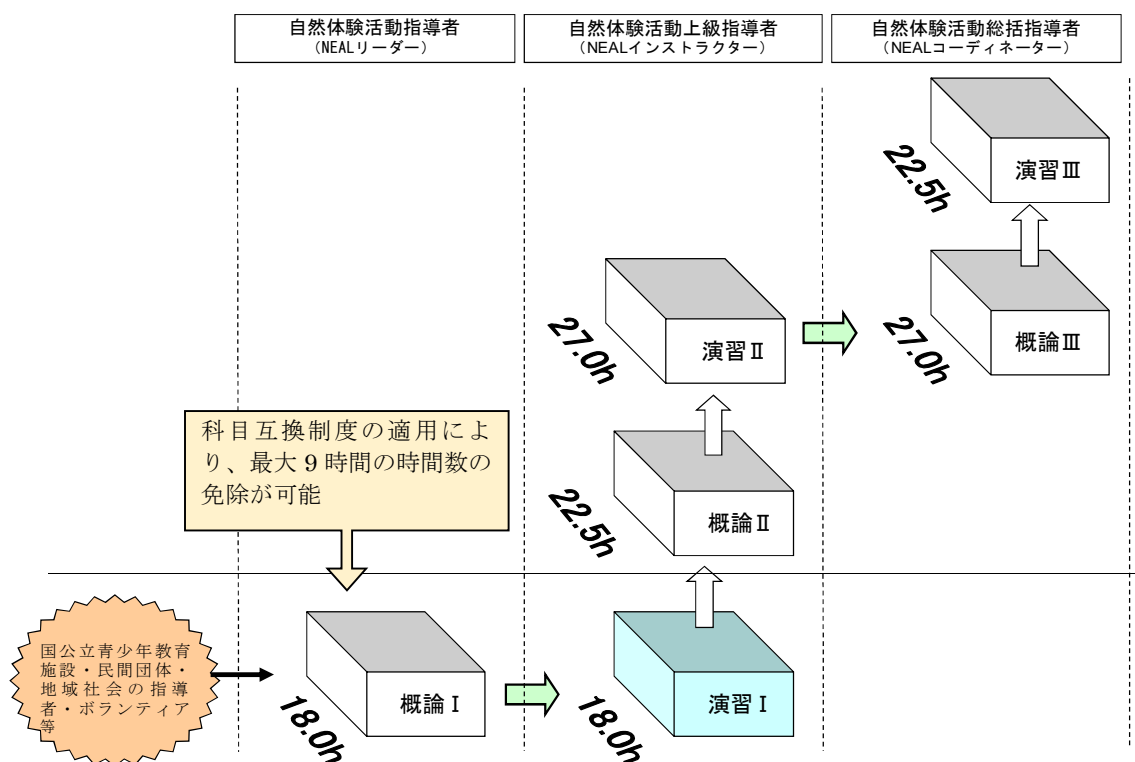 自然体験活動指導者
（NEALリーダー）
自然体験活動上級指導者
（NEALインストラクター）
自然体験活動総括指導者
（NEALコーディネーター）
22.5h
演習Ⅲ
27.0h
概論Ⅲ
27.0h
演習Ⅱ
22.5h
概論Ⅱ
科目互換制度の適用によ
り、最大 9 時間の時間数の
免除が可能
国公立青少年教育
施設・民間団体・
地域社会の指導
者・ボランティア
等
18.0h
概論Ⅰ
18.0h
演習Ⅰ